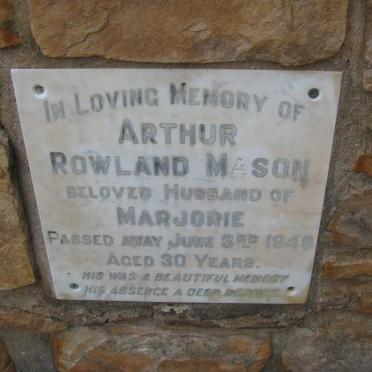 In Loving Memory of
Arthur
Rowland Mason
Beloved Husband of
Marjorie
Passed away June 3rd 1946
Aged 30 Years.
His was a beautiful memory
His absence a deep